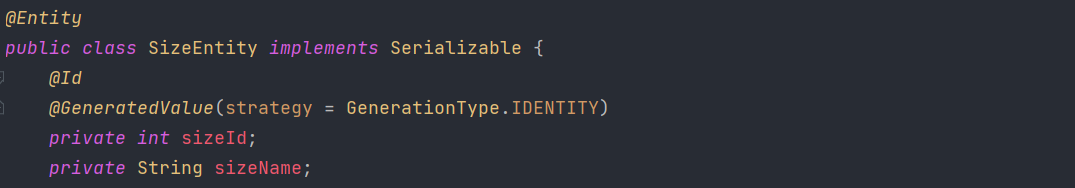 @Entity
public class SizeEntity implements Serializable {
    @Id
    @GeneratedValue(strategy = GenerationType.IDENTITY)
    private int sizeId;
    private String sizeName;